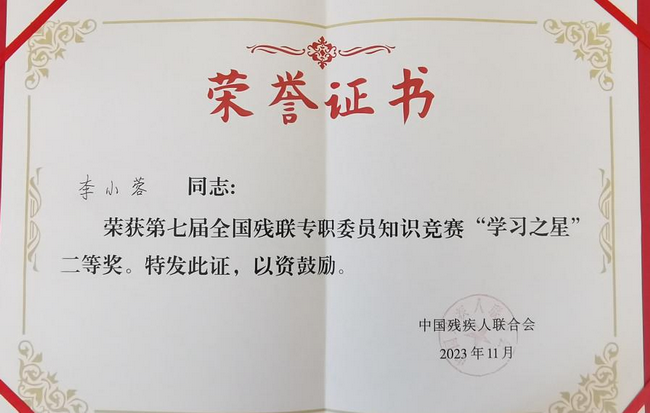 荣誉证书
李小蓉 同志：
荣获第七届全国残联专职委员知识竞赛“学习之星”
二等奖。特发此证，以资鼓励。
中国残疾人联合会
2023年11月